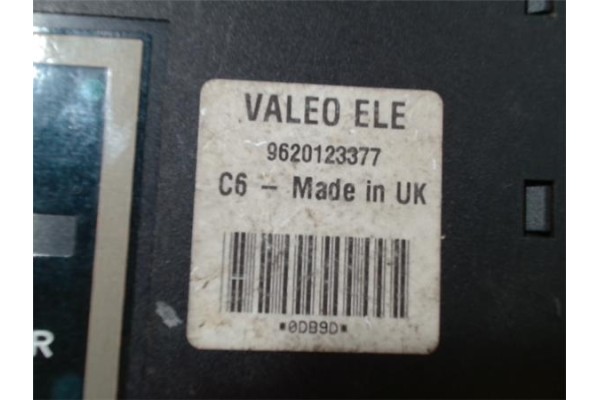 VALEO ELE
9620123377
C6 – Made in UK
*0DB9D*
R